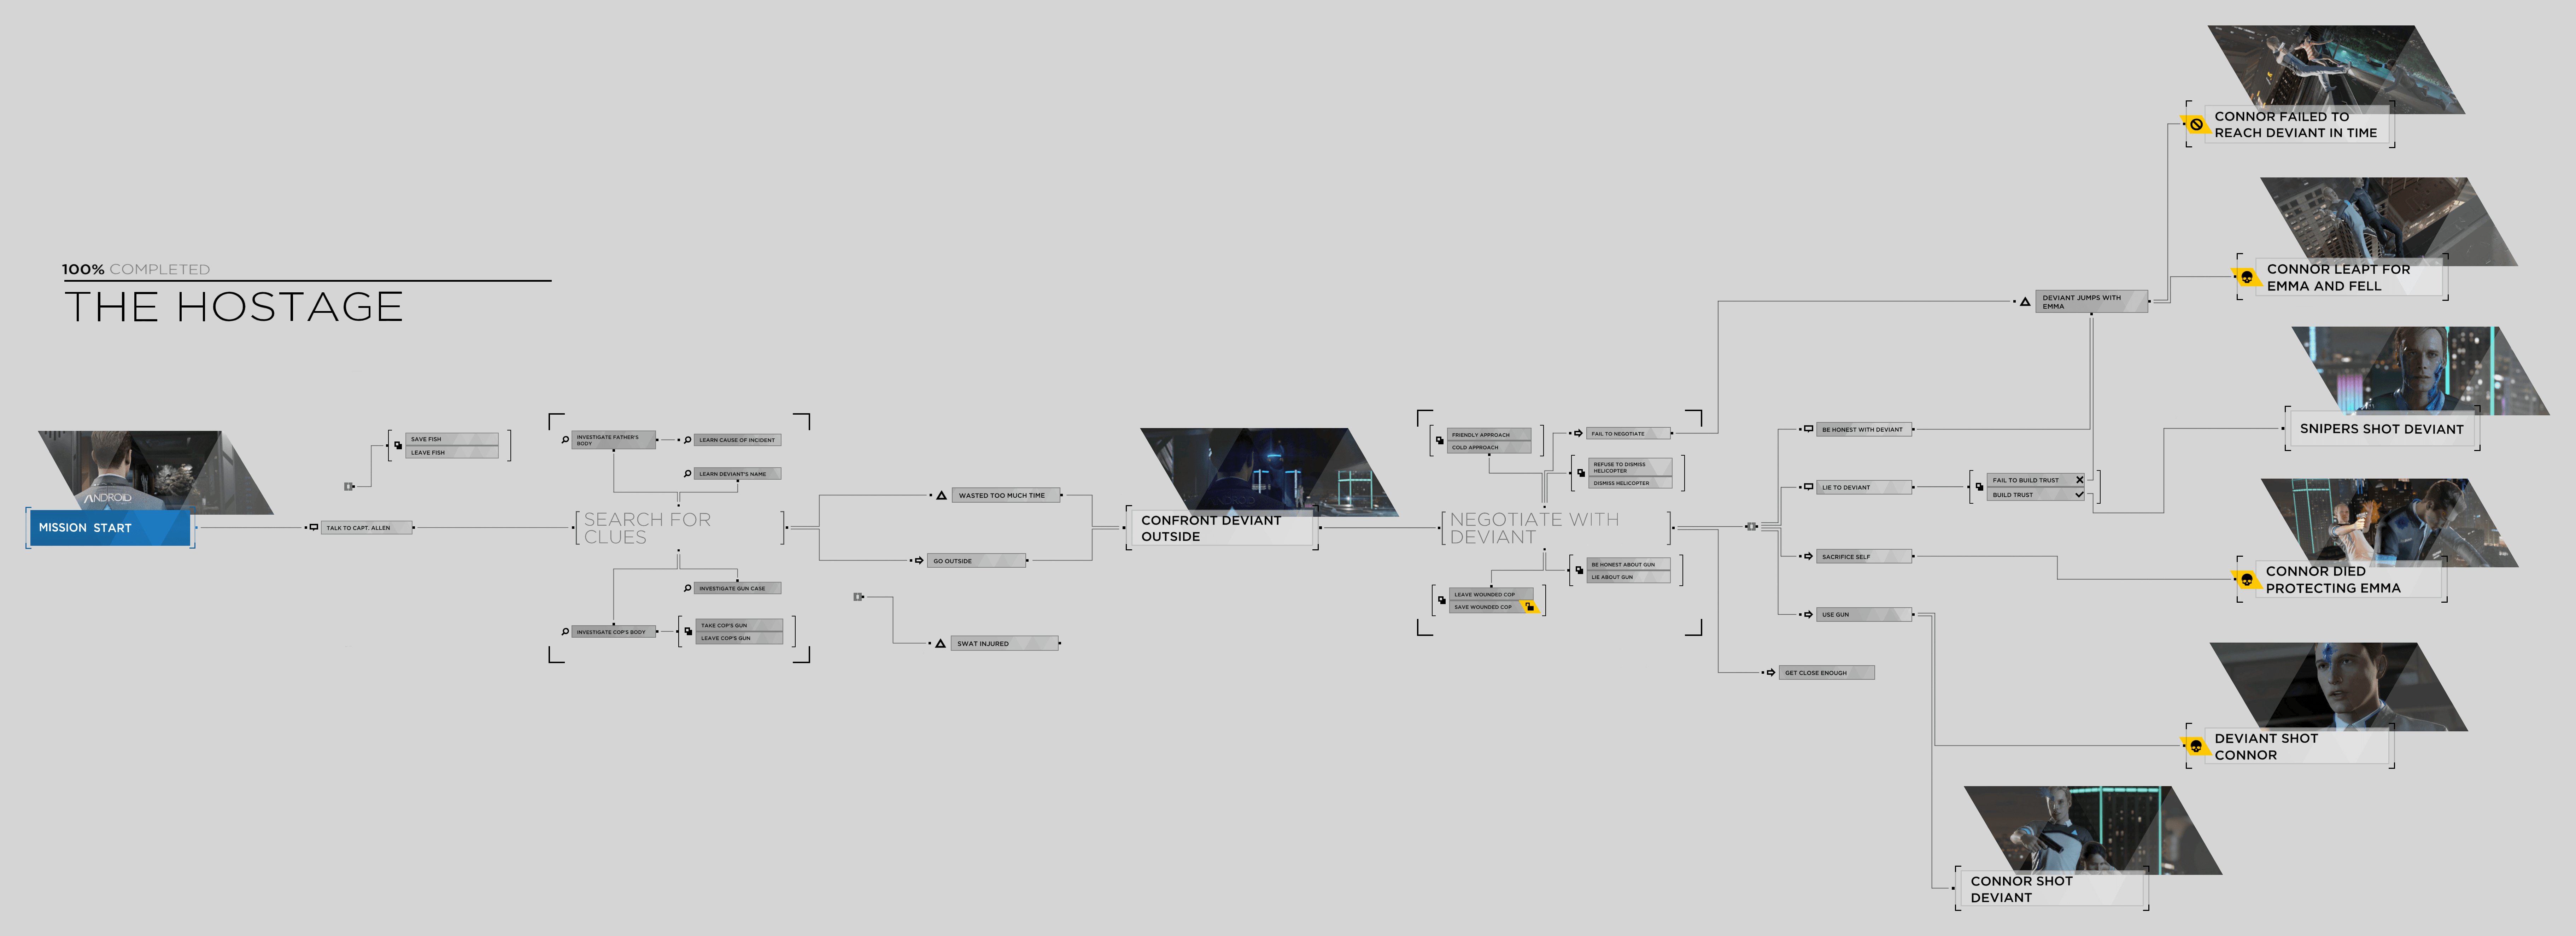 100% COMPLETED
THE HOSTAGE
ANDROID
MISSION START
TALK TO CAPT. ALLEN
SAVE FISH
LEAVE FISH
INVESTIGATE FATHER'S
BODY
LEARN CAUSE OF INCIDENT
LEARN DEVIANT'S NAME
SEARCH FOR
CLUES
INVESTIGATE GUN CASE
INVESTIGATE COP'S BODY
TAKE COP'S GUN
LEAVE COP'S GUN
WASTED TOO MUCH TIME
GO OUTSIDE
SWAT INJURED
CONFRONT DEVIANT
OUTSIDE
FRIENDLY APPROACH
COLD APPROACH
FAIL TO NEGOTIATE
REFUSE TO DISMISS
HELICOPTER
DISMISS HELICOPTER
NEGOTIATE WITH
DEVIANT
BE HONEST ABOUT GUN
LIE ABOUT GUN
LEAVE WOUNDED COP
SAVE WOUNDED COP
DEVIANT JUMPS WITH
EMMA
BE HONEST WITH DEVIANT
LIE TO DEVIANT
FAIL TO BUILD TRUST
BUILD TRUST
SACRIFICE SELF
USE GUN
GET CLOSE ENOUGH
CONNOR FAILED TO
REACH DEVIANT IN TIME
CONNOR LEAPT FOR
EMMA AND FELL
SNIPERS SHOT DEVIANT
CONNOR DIED
PROTECTING EMMA
DEVIANT SHOT
CONNOR
CONNOR SHOT
DEVIANT